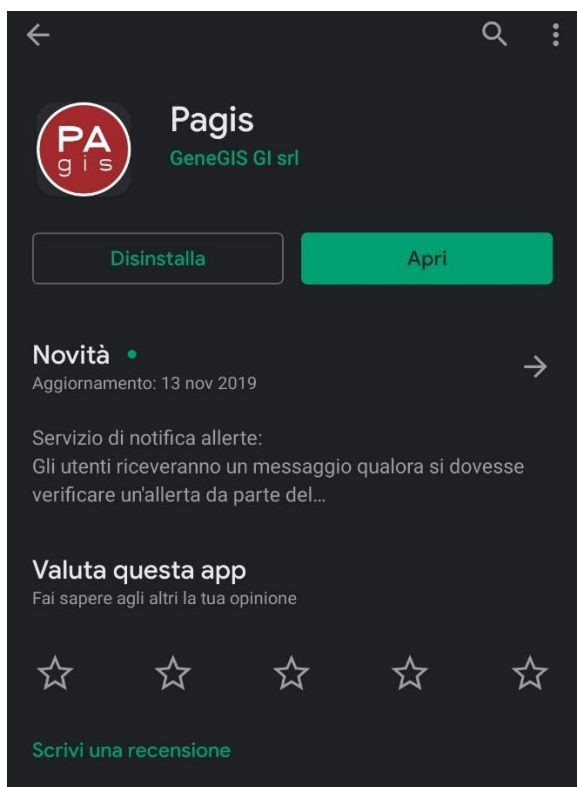 PA
gis
Pagis
GeneGIS GI srl
Disinstalla
Apri
Novità
Aggiornamento: 13 nov 2019
Servizio di notifica allerte:
Gli utenti riceveranno un messaggio qualora si dovesse
verificare un'allerta da parte del...
Valuta questa app
Fai sapere agli altri la tua opinione
Scrivi una recensione